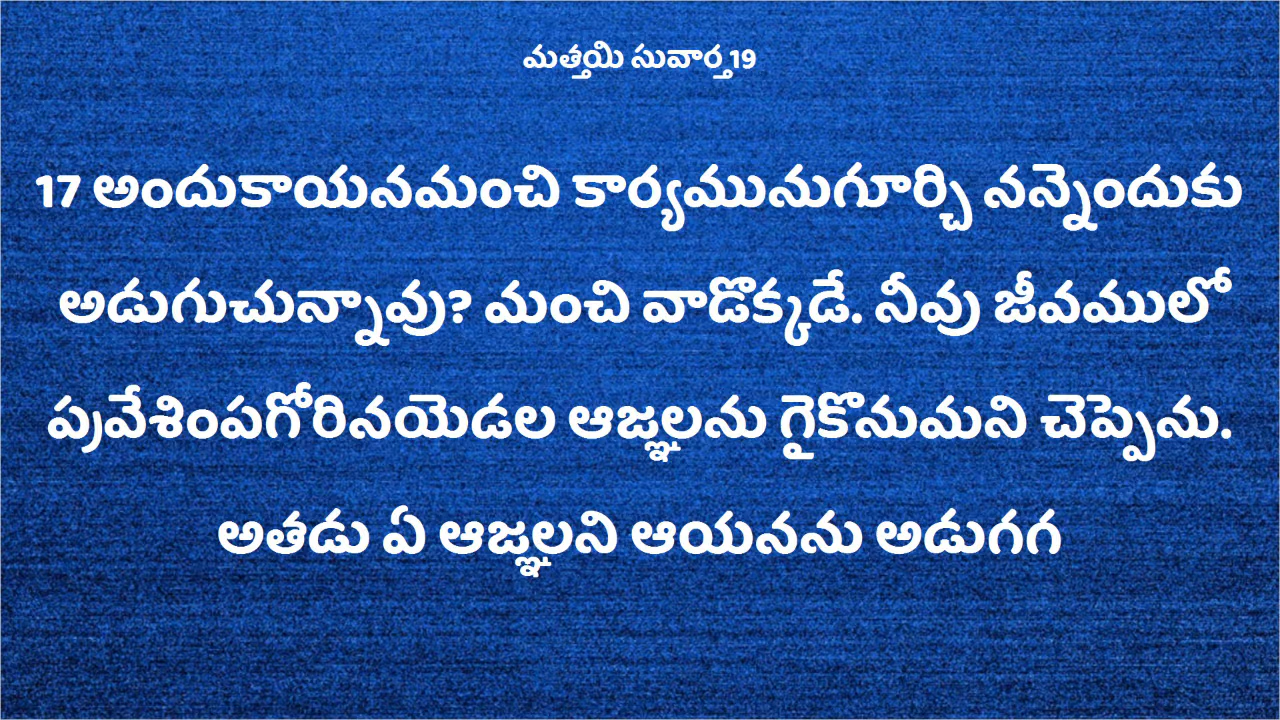 మత్తయి సువార్త 19
17 అందుకాయనమంచి కార్యమునుగూర్చి నన్నెందుకు
అడుగుచున్నావు? మంచి వాడొక్కడే. నీవు జీవములో
ప్రవేశింపగోరినయెడల ఆజ్ఞలను గైకొనుమని చెప్పెను.
అతడు ఏ ఆజ్ఞలని ఆయనను అడుగగ